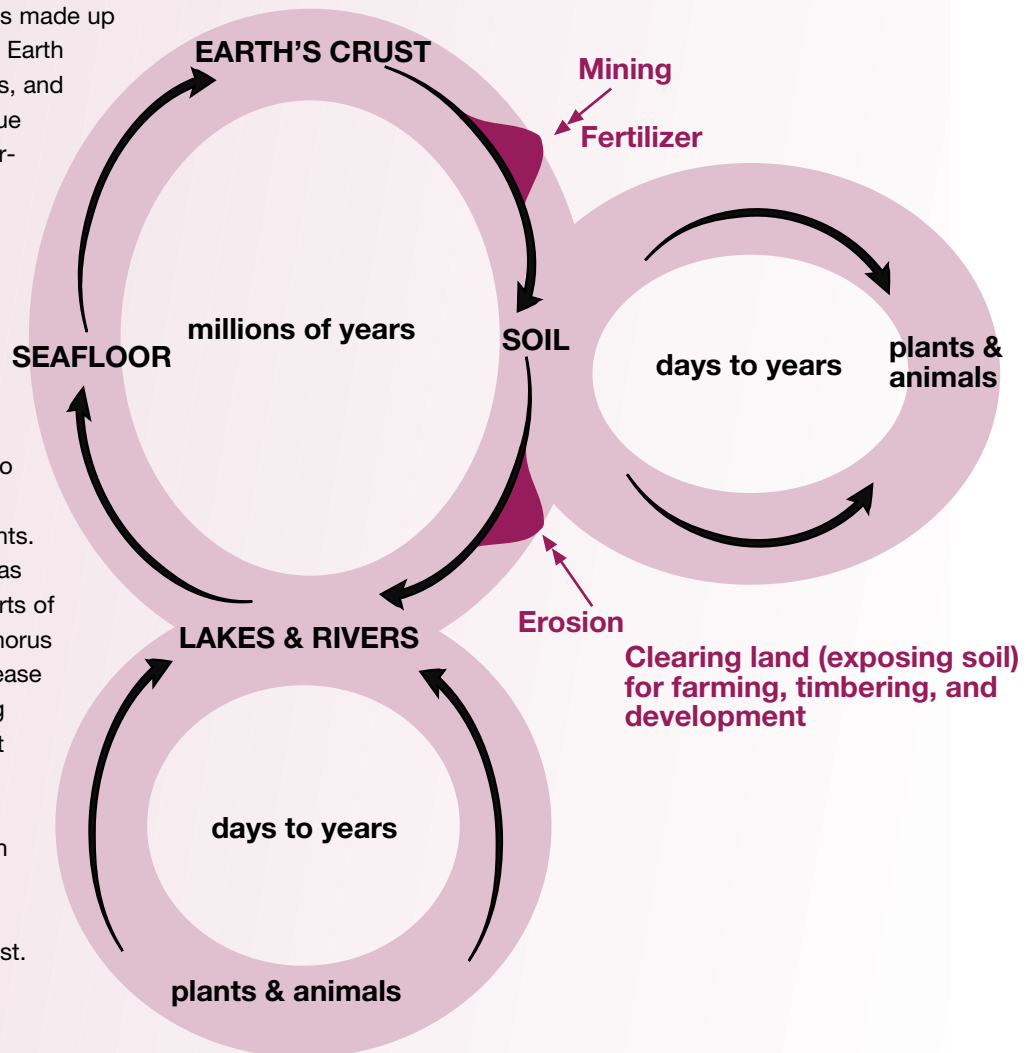 s made up
Earth
s, and
ue
r-
o
nts.
as
rts of
horus
ease
g
t
n
st.
EARTH'S CRUST
Mining
Fertilizer
millions of years
SEAFLOOR
SOIL
days to years
plants &
animals
Erosion
Clearing land (exposing soil)
for farming, timbering, and
development
LAKES & RIVERS
days to years
plants & animals